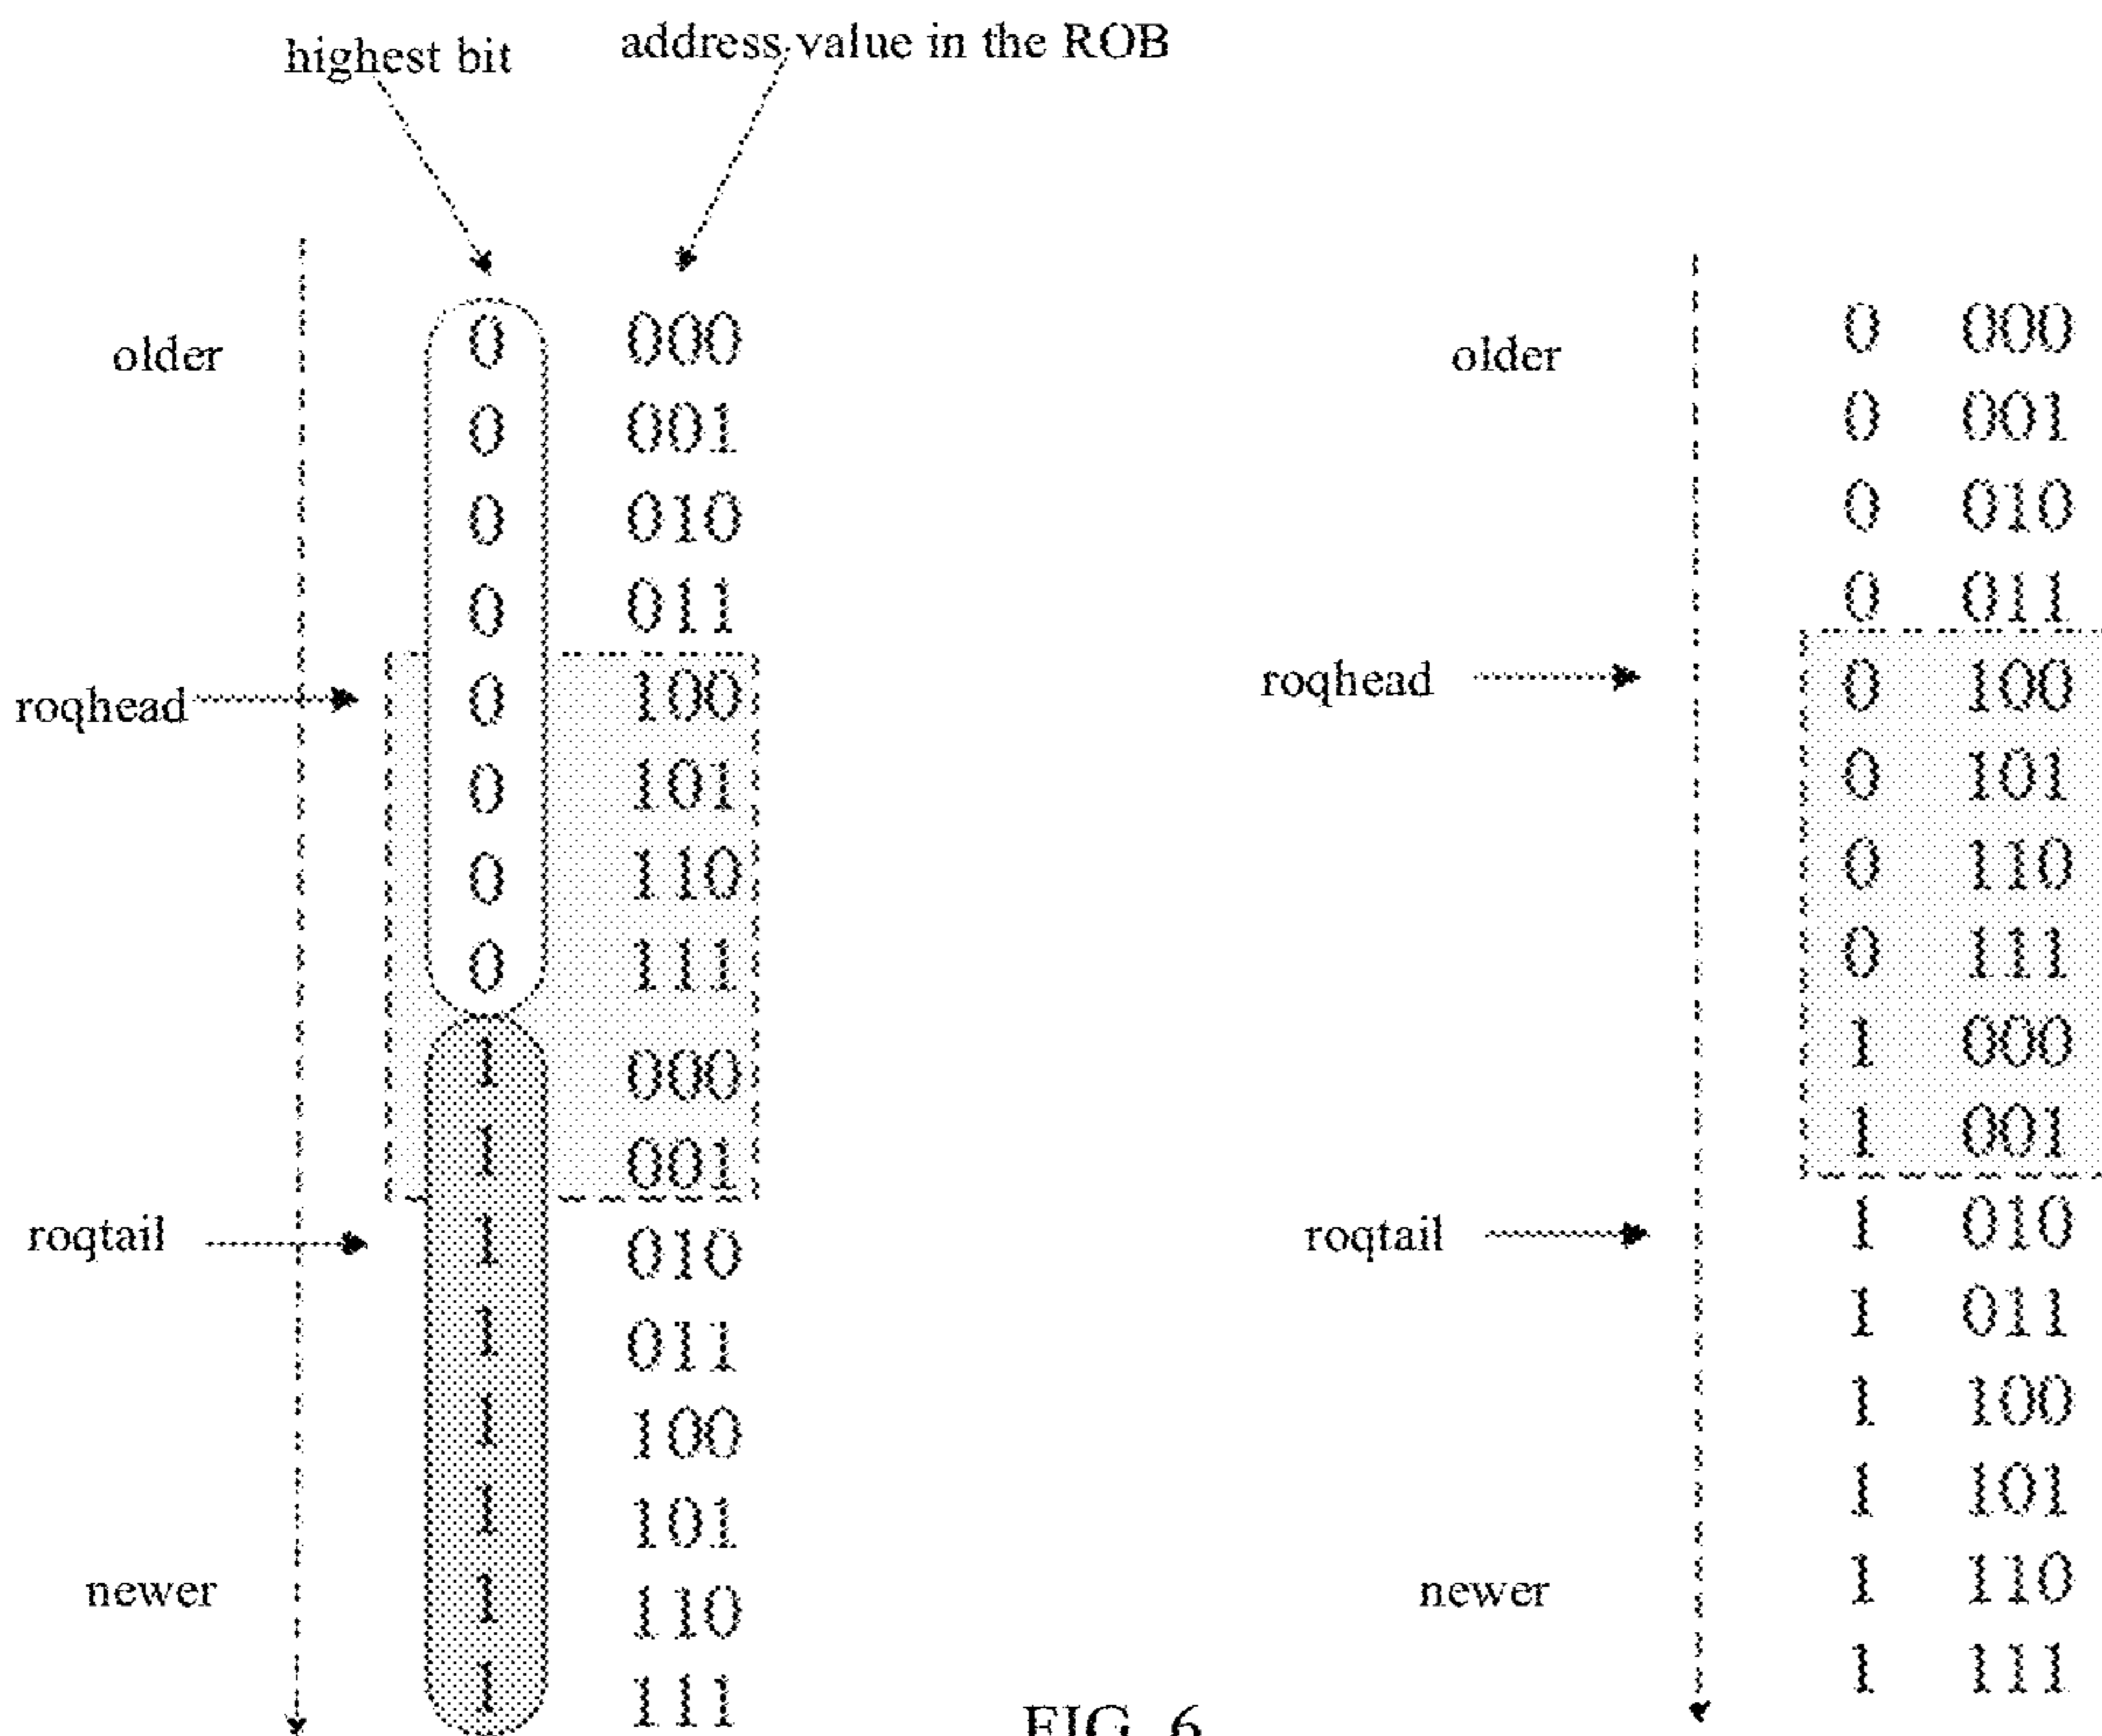 highest bit address value in the ROB
older 0 000 older 0 000
0 001 0 001
0 010 0 010
0 011 0 011
roqhead 0 100 roqhead 0 100
0 101 0 101
0 110 0 110
0 111 0 111
1 000 1 000
1 001 1 001
roqtail 1 010 roqtail 1 010
1 011 1 011
1 100 1 100
1 101 1 101
newer 1 110 newer 1 110
1 111 1 111
FIG. 6